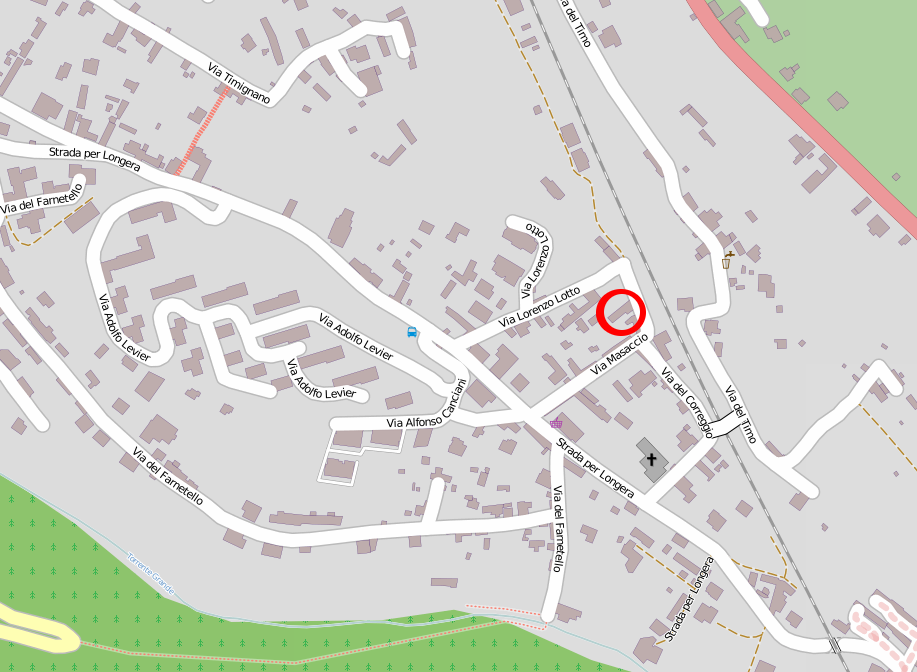 Via del Timo
Via Timignano
Strada per Longera
Via del Farnetello
Via Lorenzo Lotto
Via Lorenzo Lotto
Via Adolfo Levier
Via Adolfo Levier
Via Adolfo Levier
Via Masaccio
Via del Correggio
Via del Timo
Via Alfonso Canciani
Strada per Longera
Via del Farnetello
Via del Farnetello
Torrente Grande
Strada per Longera